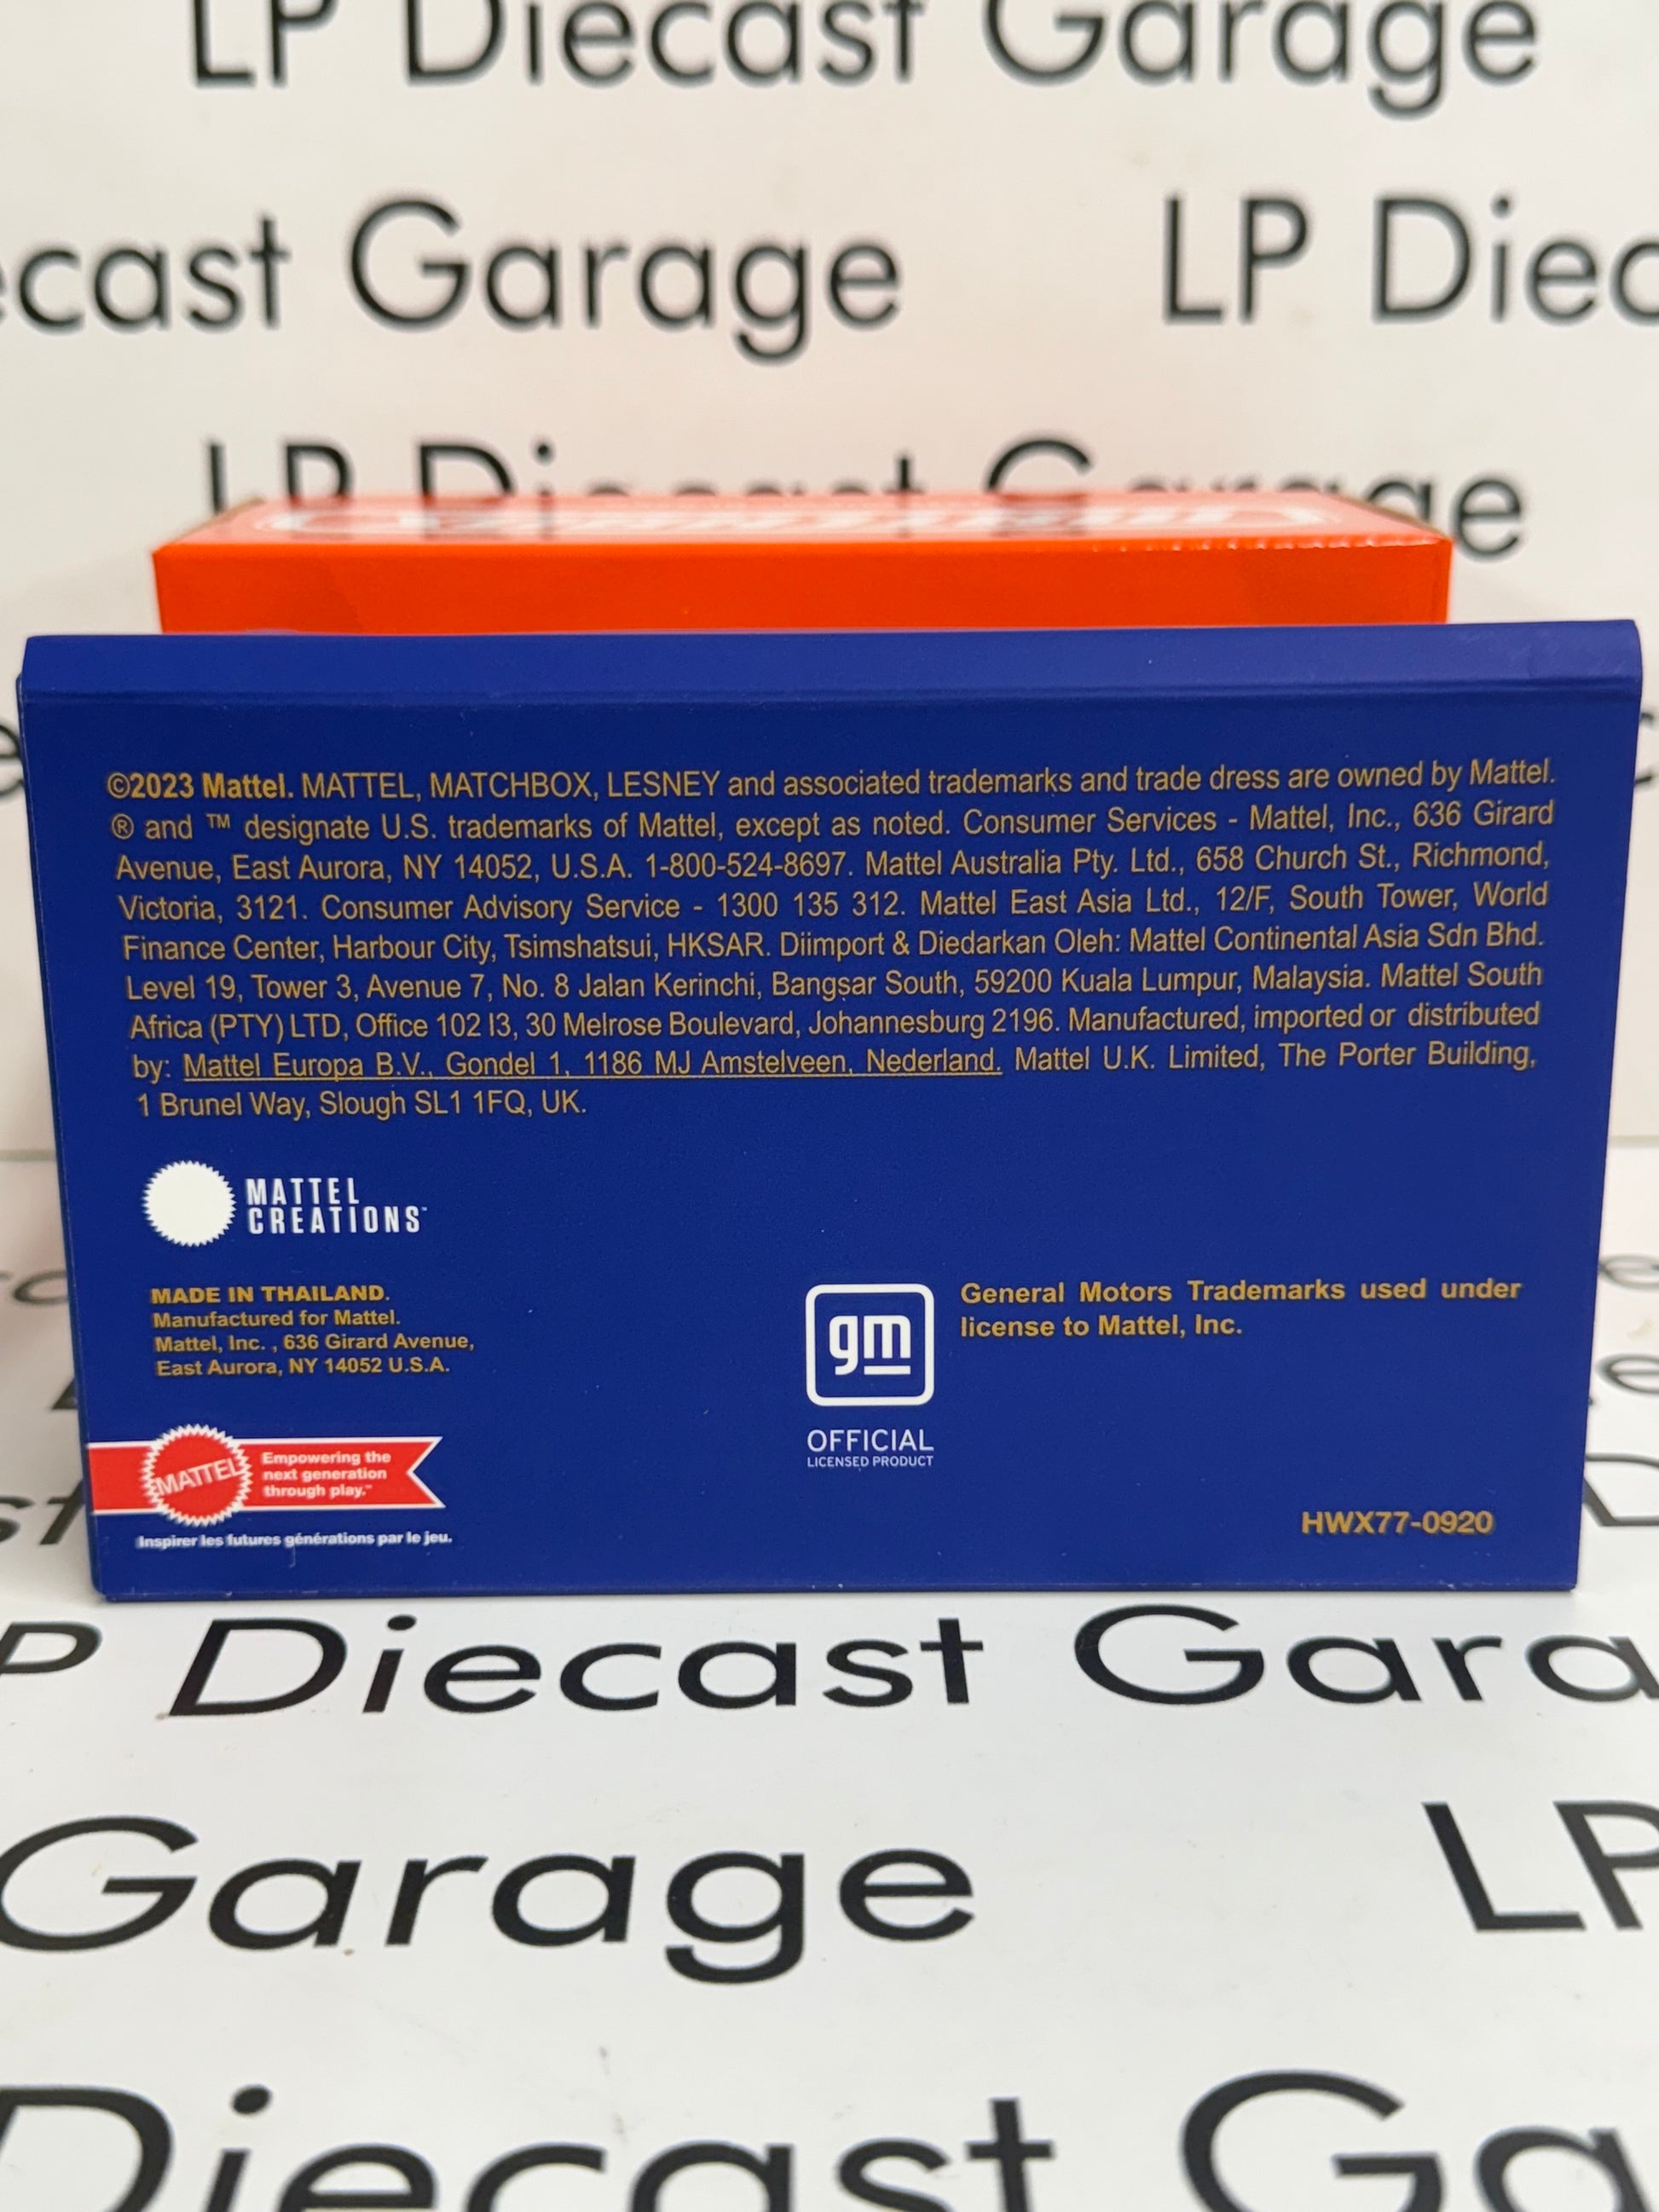 LP Diecast Garage
ecast Garage LP Diec
LP Diecast Garage
©2023 Mattel. MATTEL, MATCHBOX, LESNEY and associated trademarks and trade dress are owned by Mattel.
® and ™ designate U.S. trademarks of Mattel, except as noted. Consumer Services - Mattel, Inc., 636 Girard
Avenue, East Aurora, NY 14052, U.S.A. 1-800-524-8697. Mattel Australia Pty. Ltd., 658 Church St., Richmond,
Victoria, 3121. Consumer Advisory Service - 1300 135 312. Mattel East Asia Ltd., 12/F, South Tower, World
Finance Center, Harbour City, Tsimshatsui, HKSAR. Diimport & Diedarkan Oleh: Mattel Continental Asia Sdn Bhd.
Level 19, Tower 3, Avenue 7, No. 8 Jalan Kerinchi, Bangsar South, 59200 Kuala Lumpur, Malaysia. Mattel South
Africa (PTY) LTD, Office 102 I3, 30 Melrose Boulevard, Johannesburg 2196. Manufactured, imported or distributed
by: Mattel Europa B.V., Gondel 1, 1186 MJ Amstelveen, Nederland. Mattel U.K. Limited, The Porter Building,
1 Brunel Way, Slough SL1 1FQ, UK.
MATTEL
CREATIONS™
MADE IN THAILAND.
Manufactured for Mattel.
Mattel, Inc. , 636 Girard Avenue,
East Aurora, NY 14052 U.S.A.
gm
OFFICIAL
LICENSED PRODUCT
General Motors Trademarks used under
license to Mattel, Inc.
MATTEL
Empowering the
next generation
through play.™
Inspirer les futures générations par le jeu.
HWX77-0920
P Diecast Gara
Garage LP
Diecast Ga